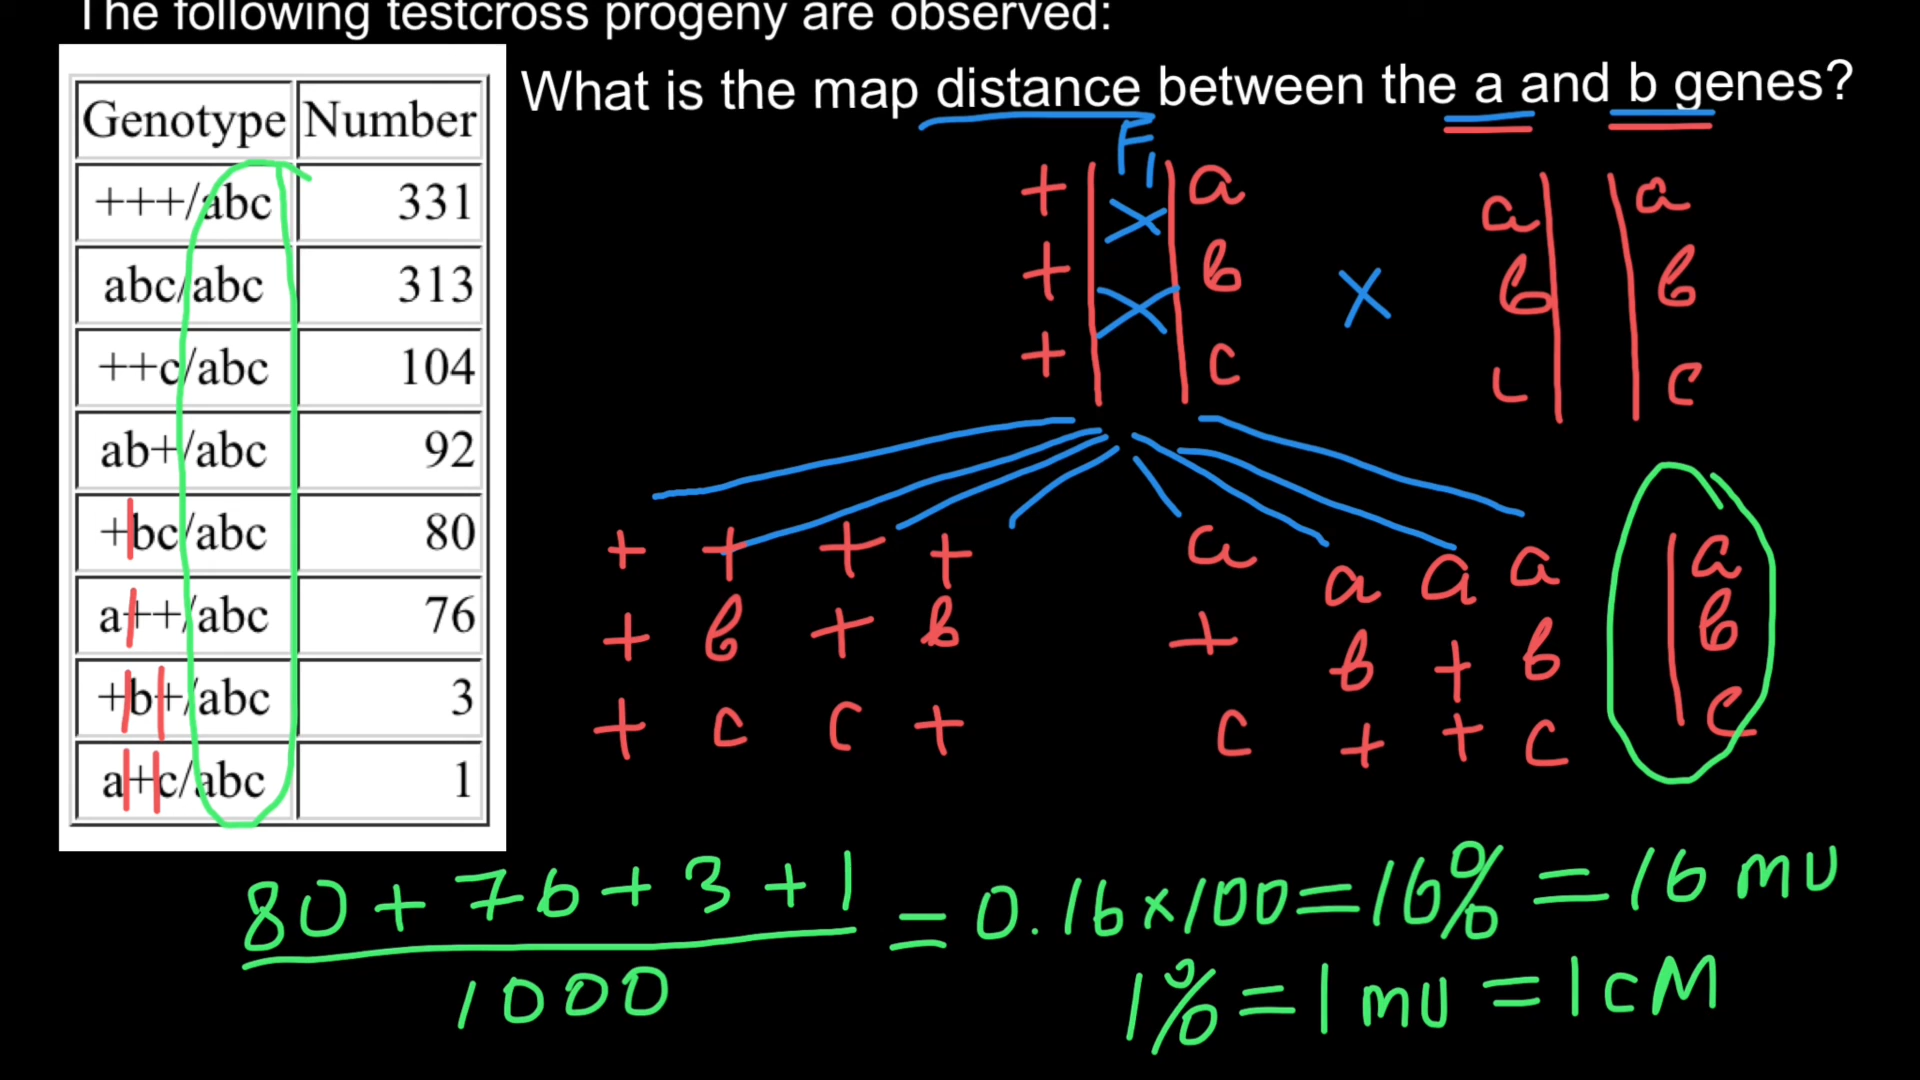 The following testcross progeny are observed:
What is the map distance between the a and b genes?
Genotype Number
+++/abc 331
abc/abc 313
++c/abc 104
ab+/abc 92
+bc/abc 80
a++/abc 76
+b+/abc 3
a+c/abc 1
F1
+ a a a
+ b × b b
+ c c c
+ + + + a a a a a
+ b + b + b + b b
+ c c + c + + c c
80 + 76 + 3 + 1 = 0.16 × 100 = 16% = 16 mu
1000
1% = 1 mu = 1 cM